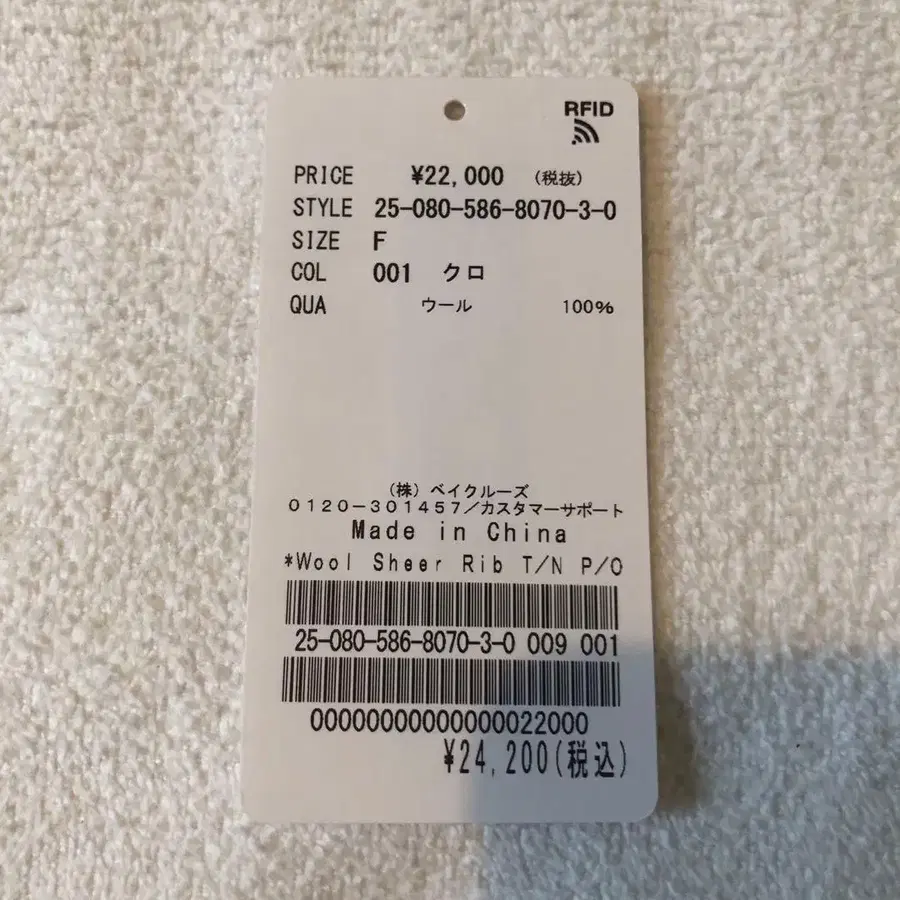 RFID
PRICE ¥22,000 (税抜)
STYLE 25-080-586-8070-3-0
SIZE F
COL 001 クロ
QUA ウール 100%
(株) ベイクルーズ
0120-301457/カスタマーサポート
Made in China
*Wool Sheer Rib T/N P/O
25-080-586-8070-3-0 009 001
00000000000000022000
¥24,200(税込)